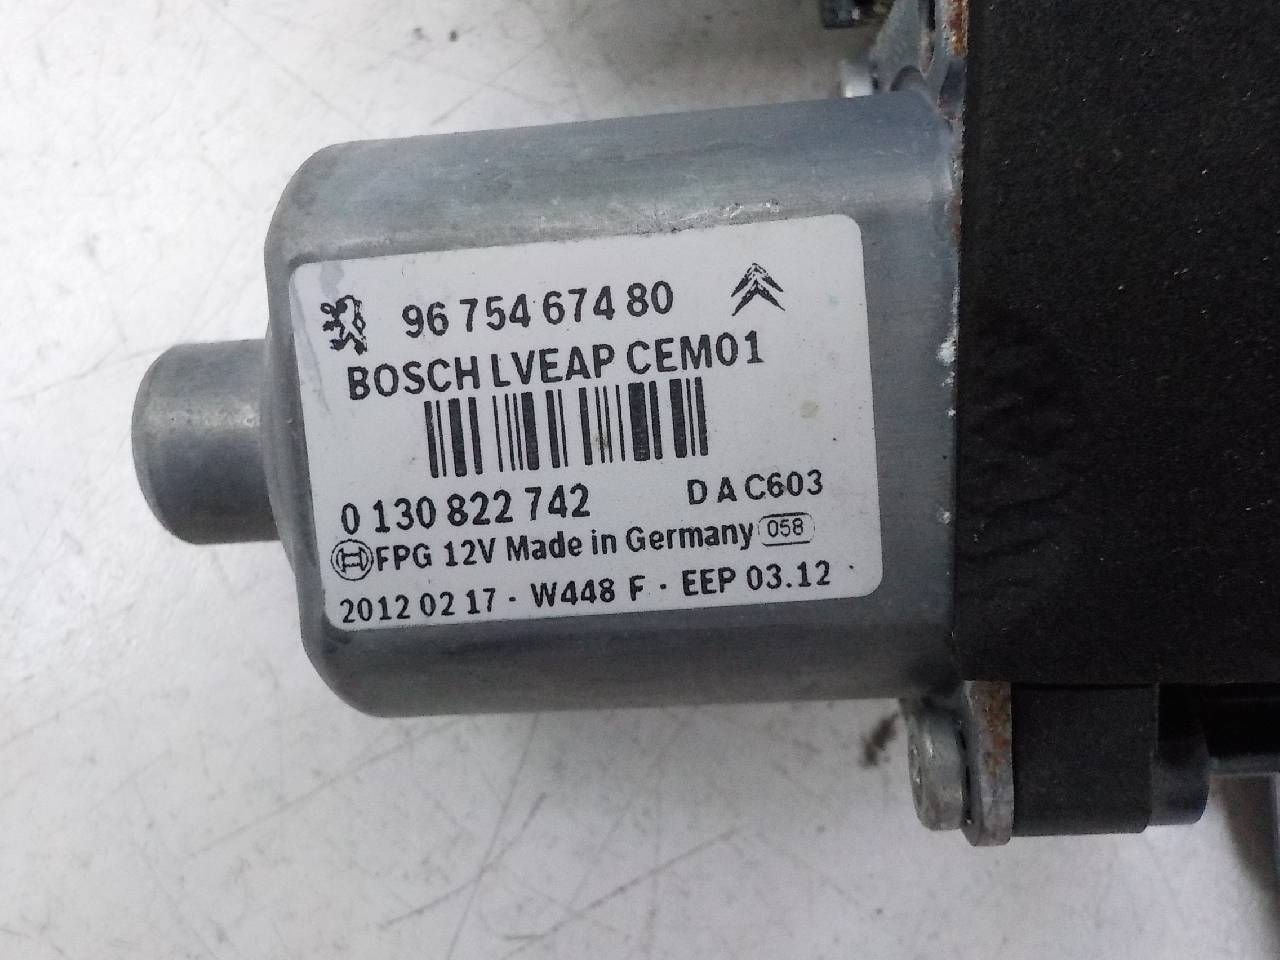 96 754 674 80
BOSCH LVEAP CEM01
0 130 822 742 D A C603
FPG 12V Made in Germany 058
2012 02 17 - W448 F - EEP 03.12